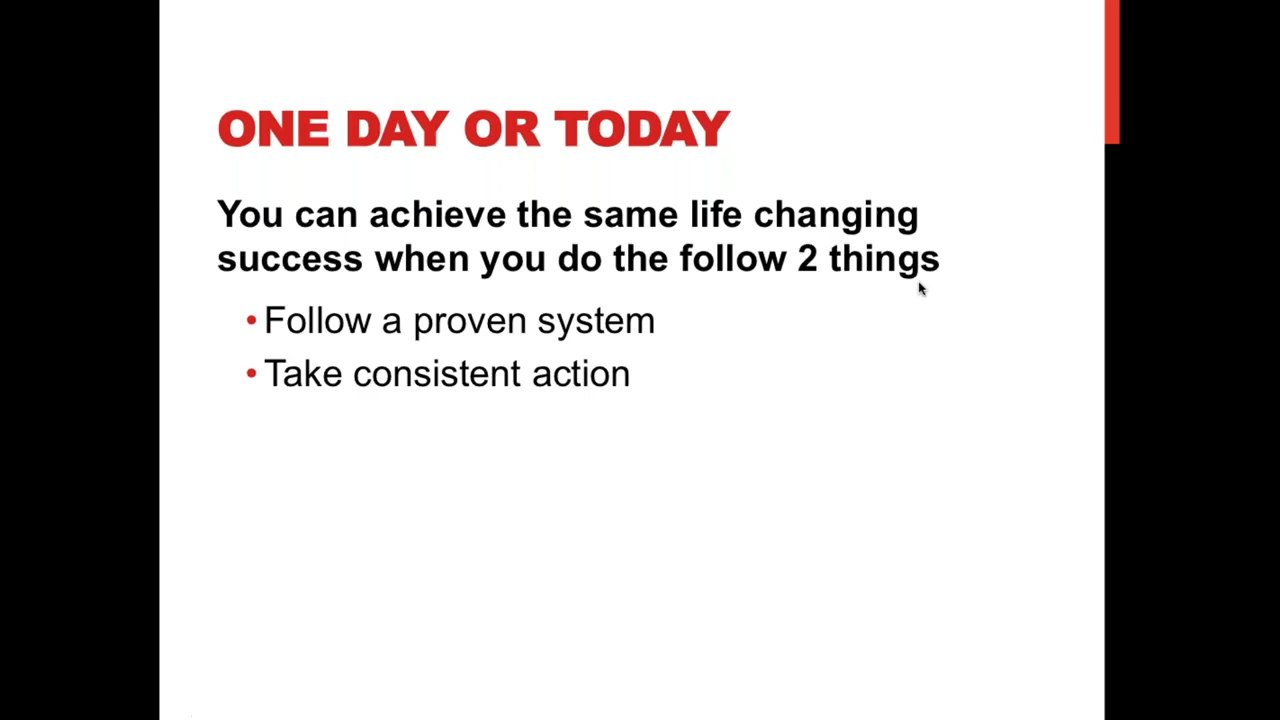 ONE DAY OR TODAY
You can achieve the same life changing
success when you do the follow 2 things
• Follow a proven system
• Take consistent action